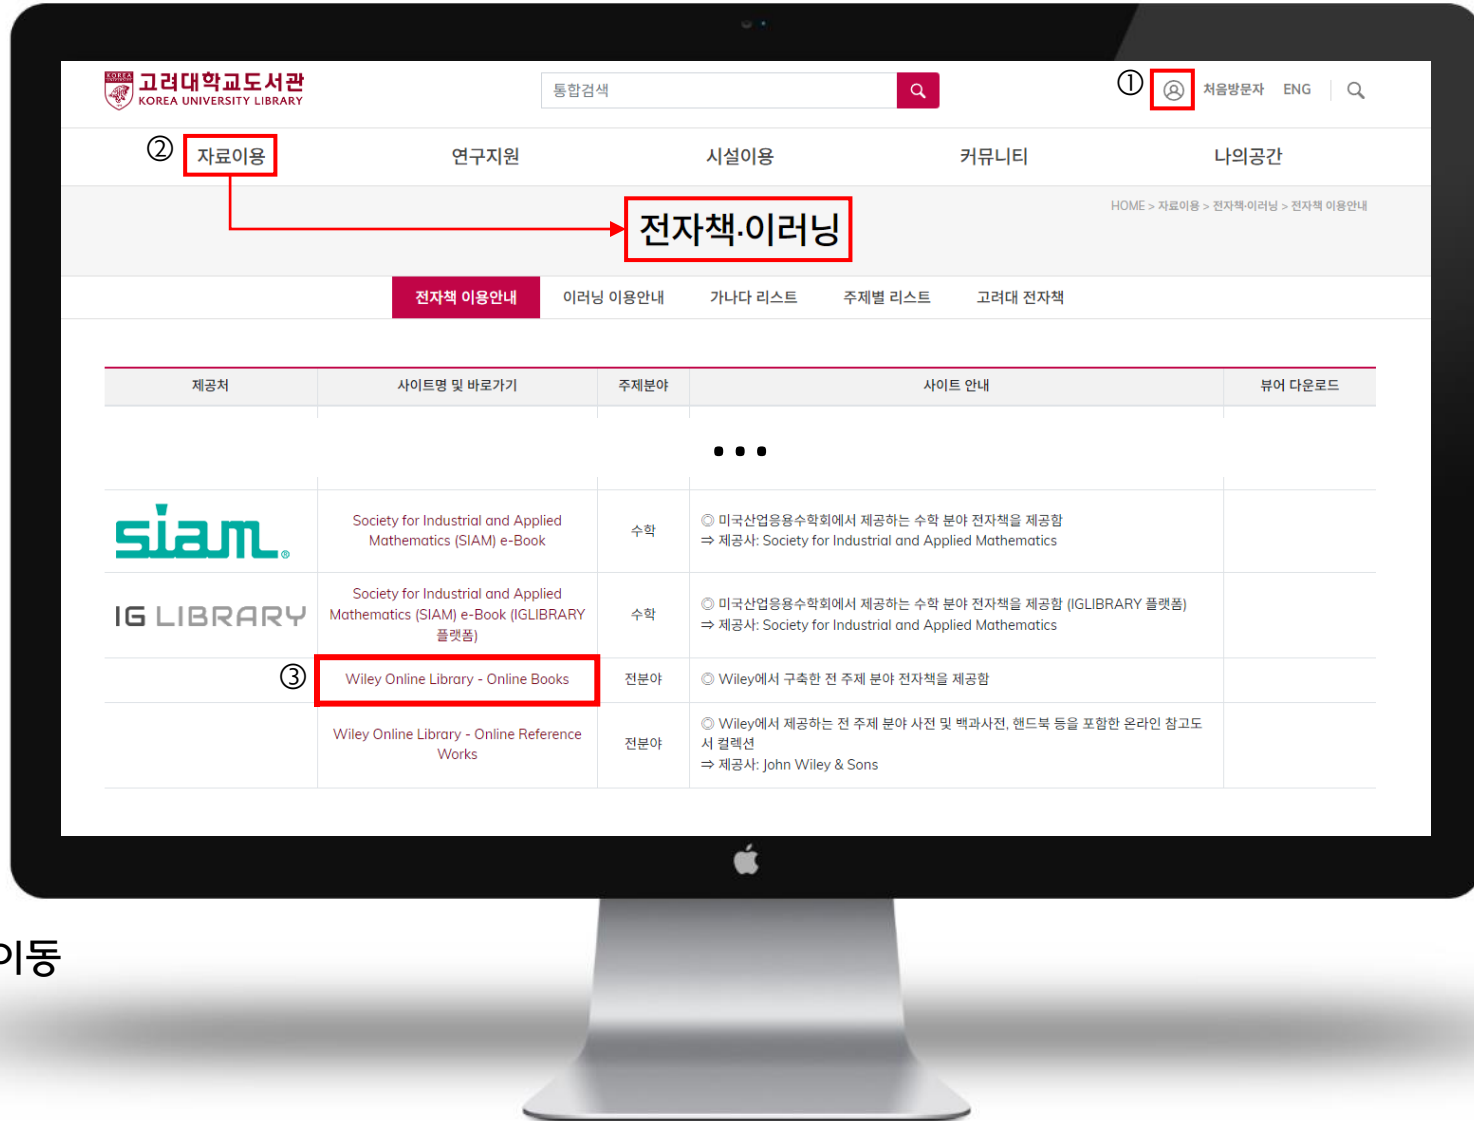 고려대학교도서관
KOREA UNIVERSITY LIBRARY
통합검색
① 처음방문자 ENG
② 자료이용 연구지원 시설이용 커뮤니티 나의공간
전자책·이러닝
HOME > 자료이용 > 전자책·이러닝 > 전자책 이용안내
전자책 이용안내 이러닝 이용안내 가나다 리스트 주제별 리스트 고려대 전자책
제공처 사이트명 및 바로가기 주제분야 사이트 안내 뷰어 다운로드
• • •
siam®
Society for Industrial and Applied
Mathematics (SIAM) e-Book
수학
◎ 미국산업응용수학회에서 제공하는 수학 분야 전자책을 제공함
⇒ 제공사: Society for Industrial and Applied Mathematics
IG LIBRARY
Society for Industrial and Applied
Mathematics (SIAM) e-Book (IGLIBRARY
플랫폼)
수학
◎ 미국산업응용수학회에서 제공하는 수학 분야 전자책을 제공함 (IGLIBRARY 플랫폼)
⇒ 제공사: Society for Industrial and Applied Mathematics
③ Wiley Online Library - Online Books 전분야 ◎ Wiley에서 구축한 전 주제 분야 전자책을 제공함
Wiley Online Library - Online Reference
Works
전분야
◎ Wiley에서 제공하는 전 주제 분야 사전 및 백과사전, 핸드북 등을 포함한 온라인 참고도
서 컬렉션
⇒ 제공사: John Wiley & Sons
이동